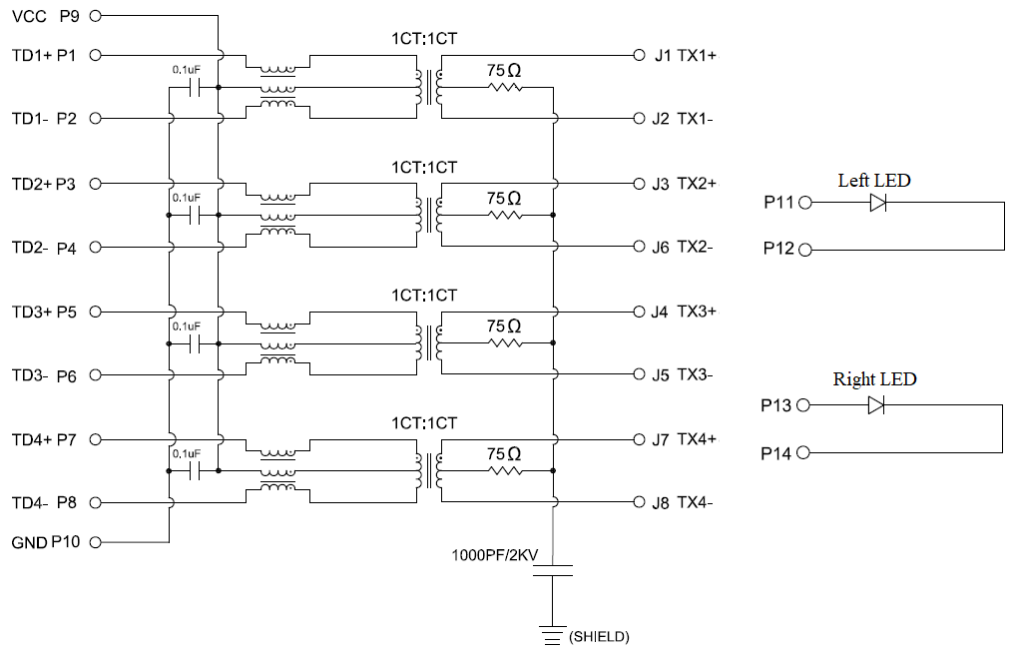 VCC P9
TD1+ P1
1CT:1CT
J1 TX1+
0.1uF
75Ω
TD1- P2
J2 TX1-
TD2+ P3
1CT:1CT
J3 TX2+
0.1uF
75Ω
TD2- P4
J6 TX2-
TD3+ P5
1CT:1CT
J4 TX3+
0.1uF
75Ω
TD3- P6
J5 TX3-
TD4+ P7
1CT:1CT
J7 TX4+
0.1uF
75Ω
TD4- P8
J8 TX4-
GND P10
1000PF/2KV
(SHIELD)
Left LED
P11
P12
Right LED
P13
P14